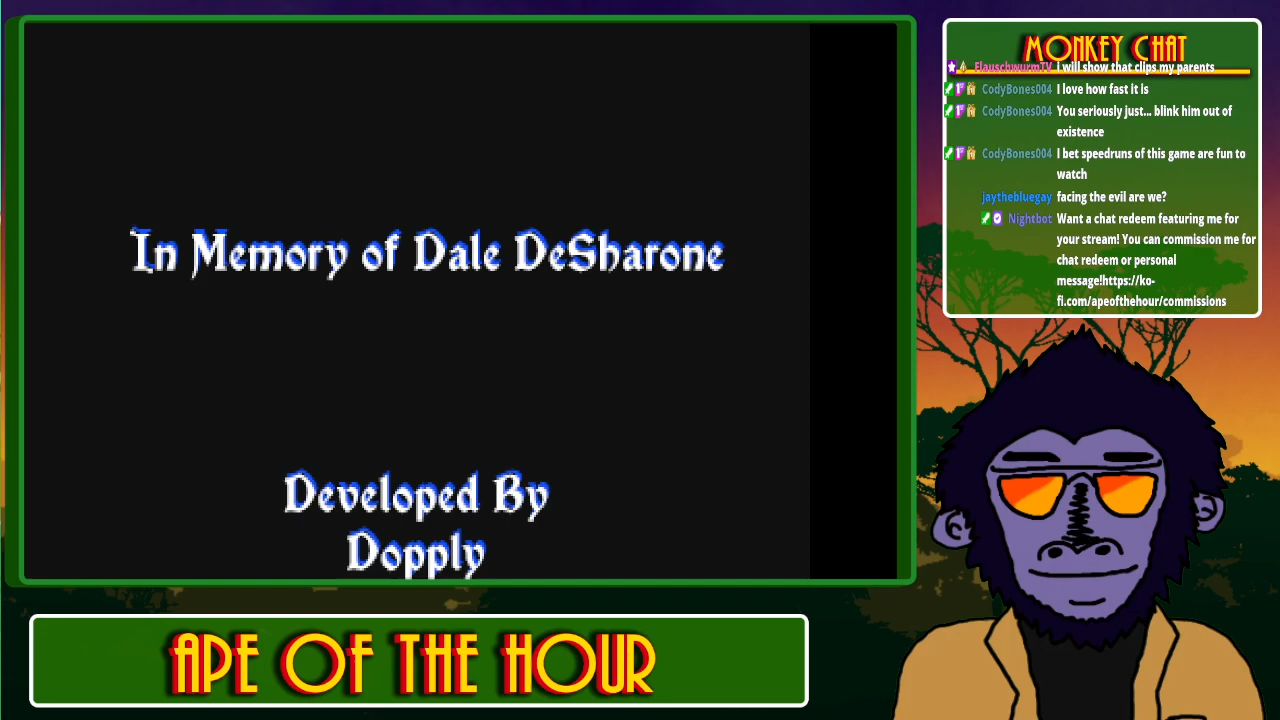 In Memory of Dale DeSharone
Developed By
Dopply
APE OF THE HOUR
MONKEY CHAT
FlauschwurmTV I will show that clips my parents
CodyBones004 I love how fast it is
CodyBones004 You seriously just... blink him out of
existence
CodyBones004 I bet speedruns of this game are fun to
watch
jaythebluegay facing the evil are we?
Nightbot Want a chat redeem featuring me for
your stream! You can commission me for
chat redeem or personal
message!https://ko-
fi.com/apeofthehour/commissions